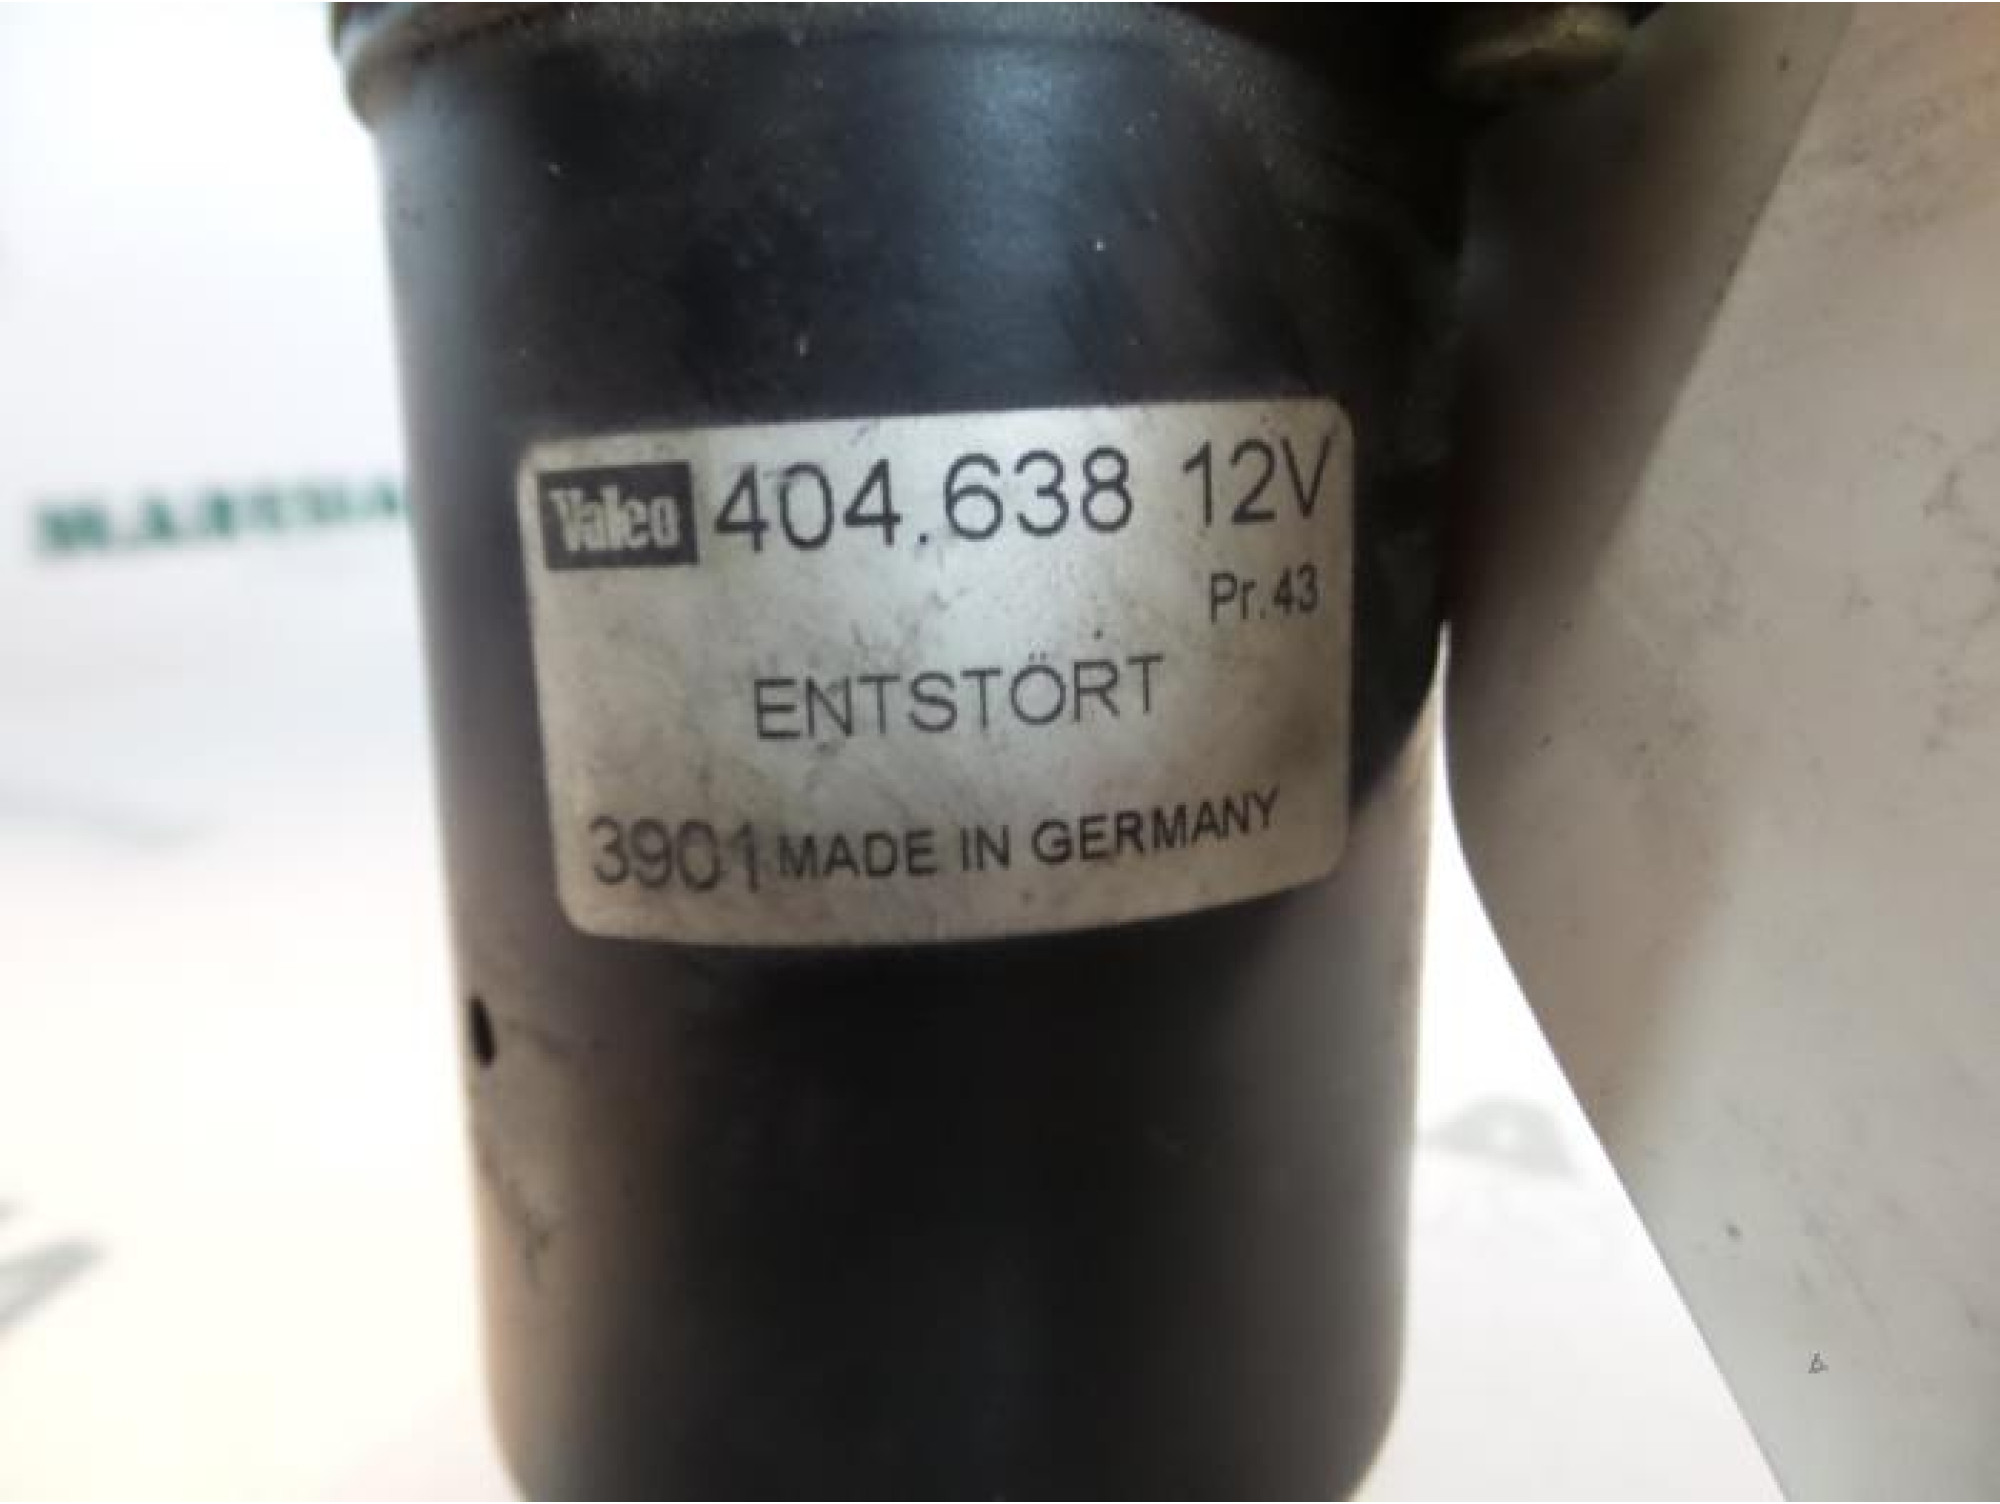 Valeo 404.638 12V
Pr.43
ENTSTÖRT
3901 MADE IN GERMANY